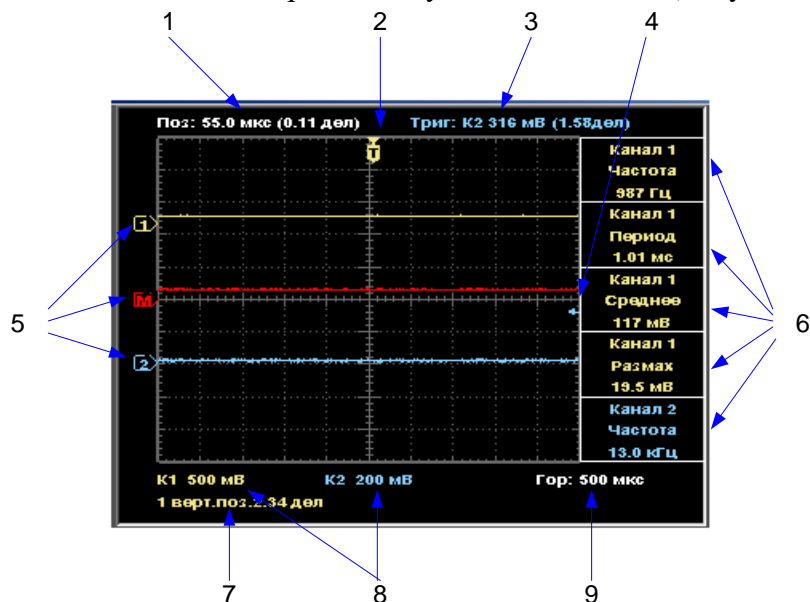 1 2 3 4
Поз: 55.0 мкс (0.11 дел) Триг: К2 316 мВ (1.58дел)
T
Канал 1
Частота
987 Гц
1
Канал 1
Период
1.01 мс
M
Канал 1
Среднее
117 мВ
5
6
2
Канал 1
Размах
19.5 мВ
Канал 2
Частота
13.0 кГц
К1 500 мВ К2 200 мВ Гор: 500 мкс
1 верт.поз.2.34 дел
7 8 9